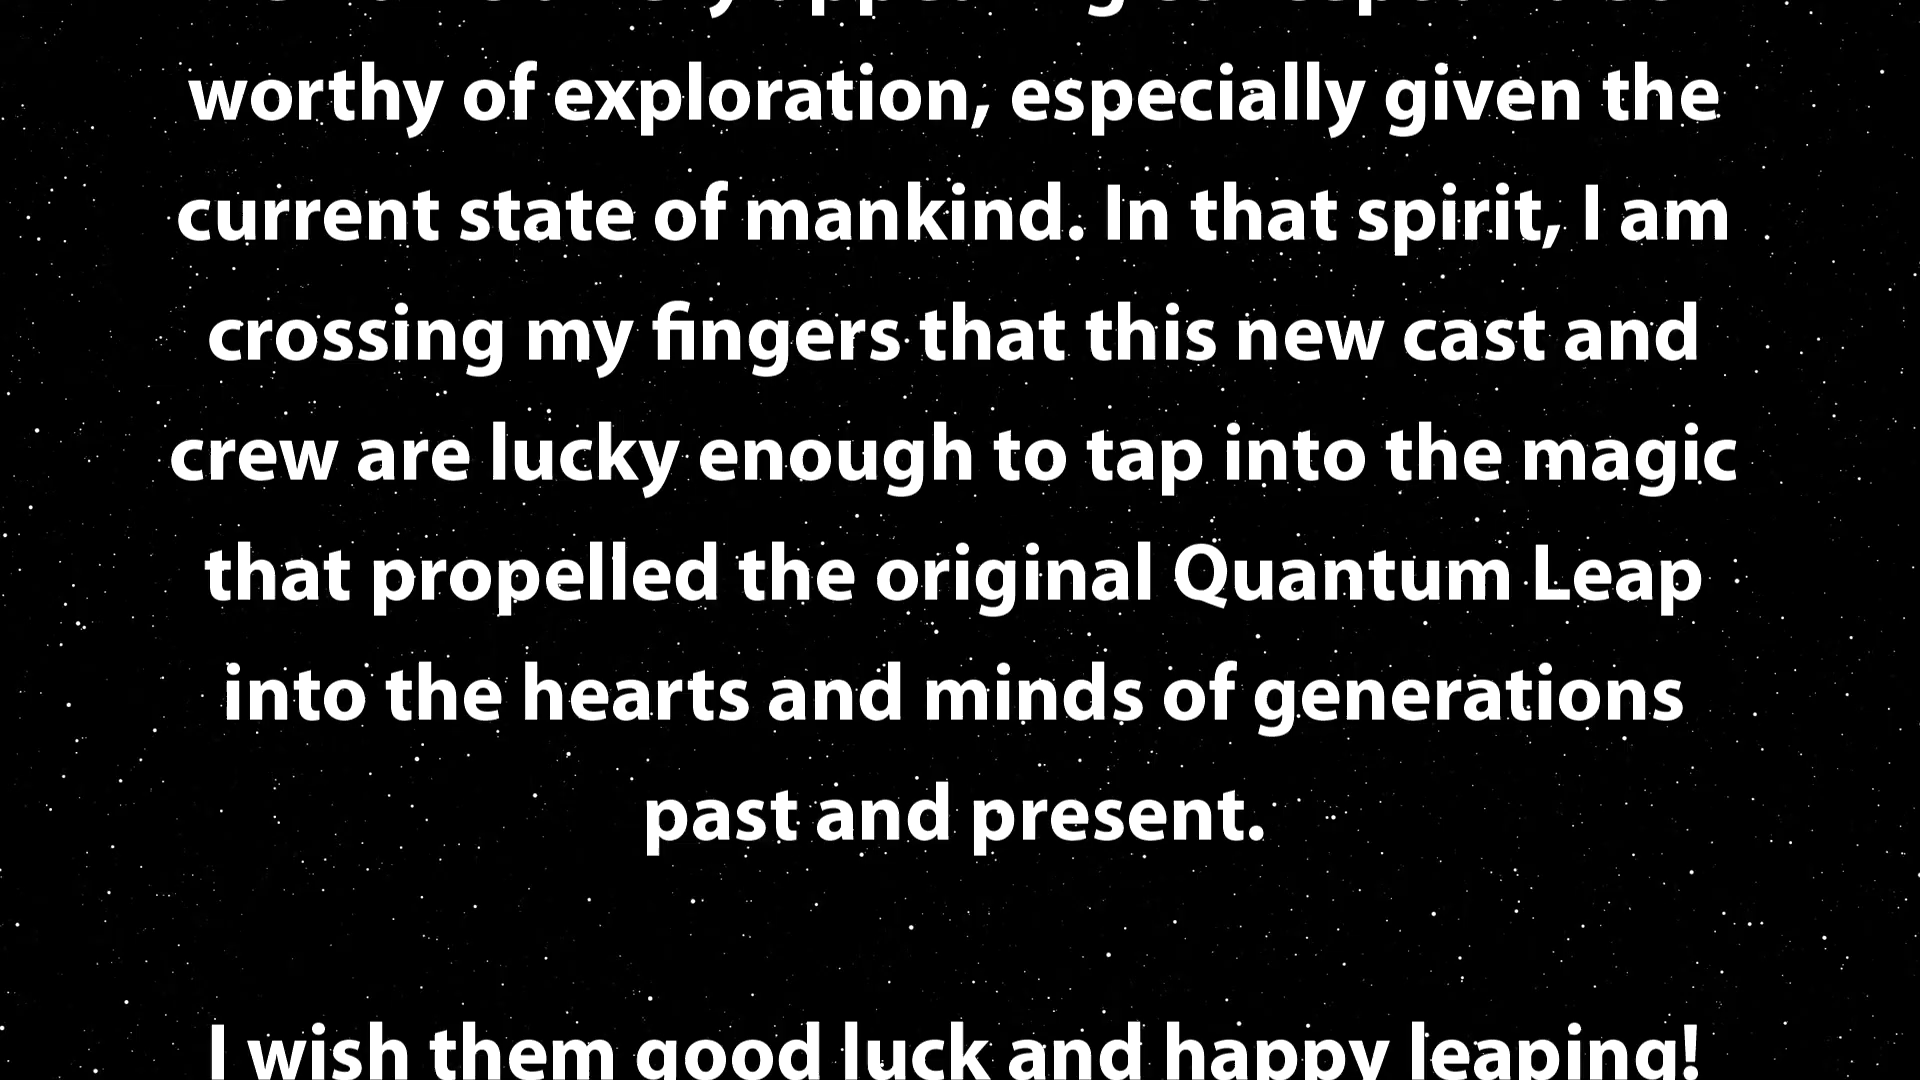 worthy of exploration, especially given the
current state of mankind. In that spirit, I am
crossing my fingers that this new cast and
crew are lucky enough to tap into the magic
that propelled the original Quantum Leap
into the hearts and minds of generations
past and present.
I wish them good luck and happy leaping!